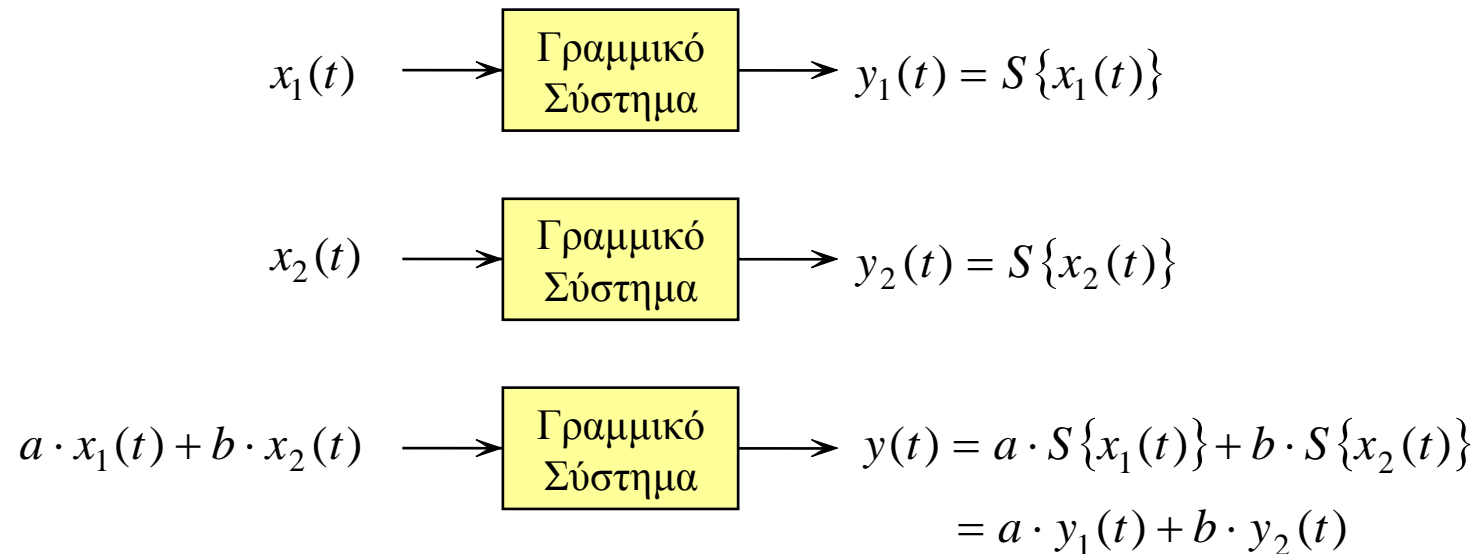 x₁(t) Γραμμικό Σύστημα y₁(t) = S{x₁(t)}
x₂(t) Γραμμικό Σύστημα y₂(t) = S{x₂(t)}
a · x₁(t) + b · x₂(t) Γραμμικό Σύστημα y(t) = a · S{x₁(t)} + b · S{x₂(t)}
= a · y₁(t) + b · y₂(t)